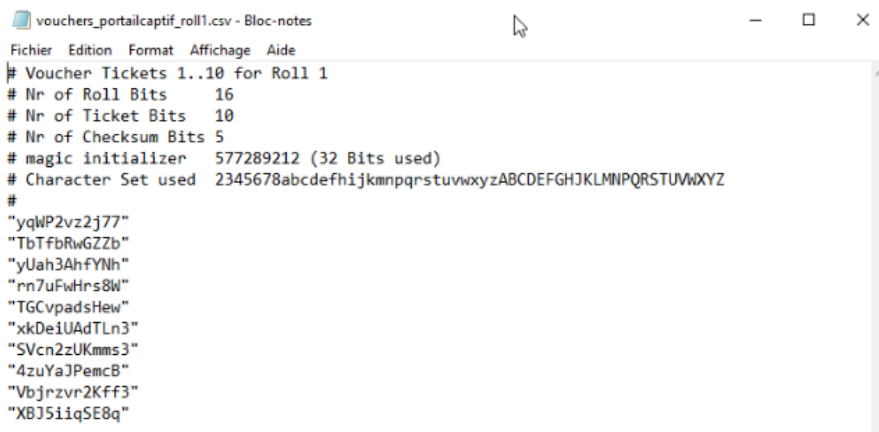 vouchers_portailcaptif_roll1.csv - Bloc-notes
Fichier Edition Format Affichage Aide
# Voucher Tickets 1..10 for Roll 1
# Nr of Roll Bits 16
# Nr of Ticket Bits 10
# Nr of Checksum Bits 5
# magic initializer 577289212 (32 Bits used)
# Character Set used 2345678abcdefhijkmnpqrstuvwxyzABCDEFGHJKLMNPQRSTUVWXYZ
#
"yqWP2vz2j77"
"TbTfbRwGZZb"
"yUah3AhfYNh"
"rn7uFwHrs8W"
"TGCvpadsHew"
"xkDeiUAdTLn3"
"SVcn2zUKmms3"
"4zuYaJPemcB"
"Vbjrzvr2Kff3"
"XBJ5iiqSE8q"